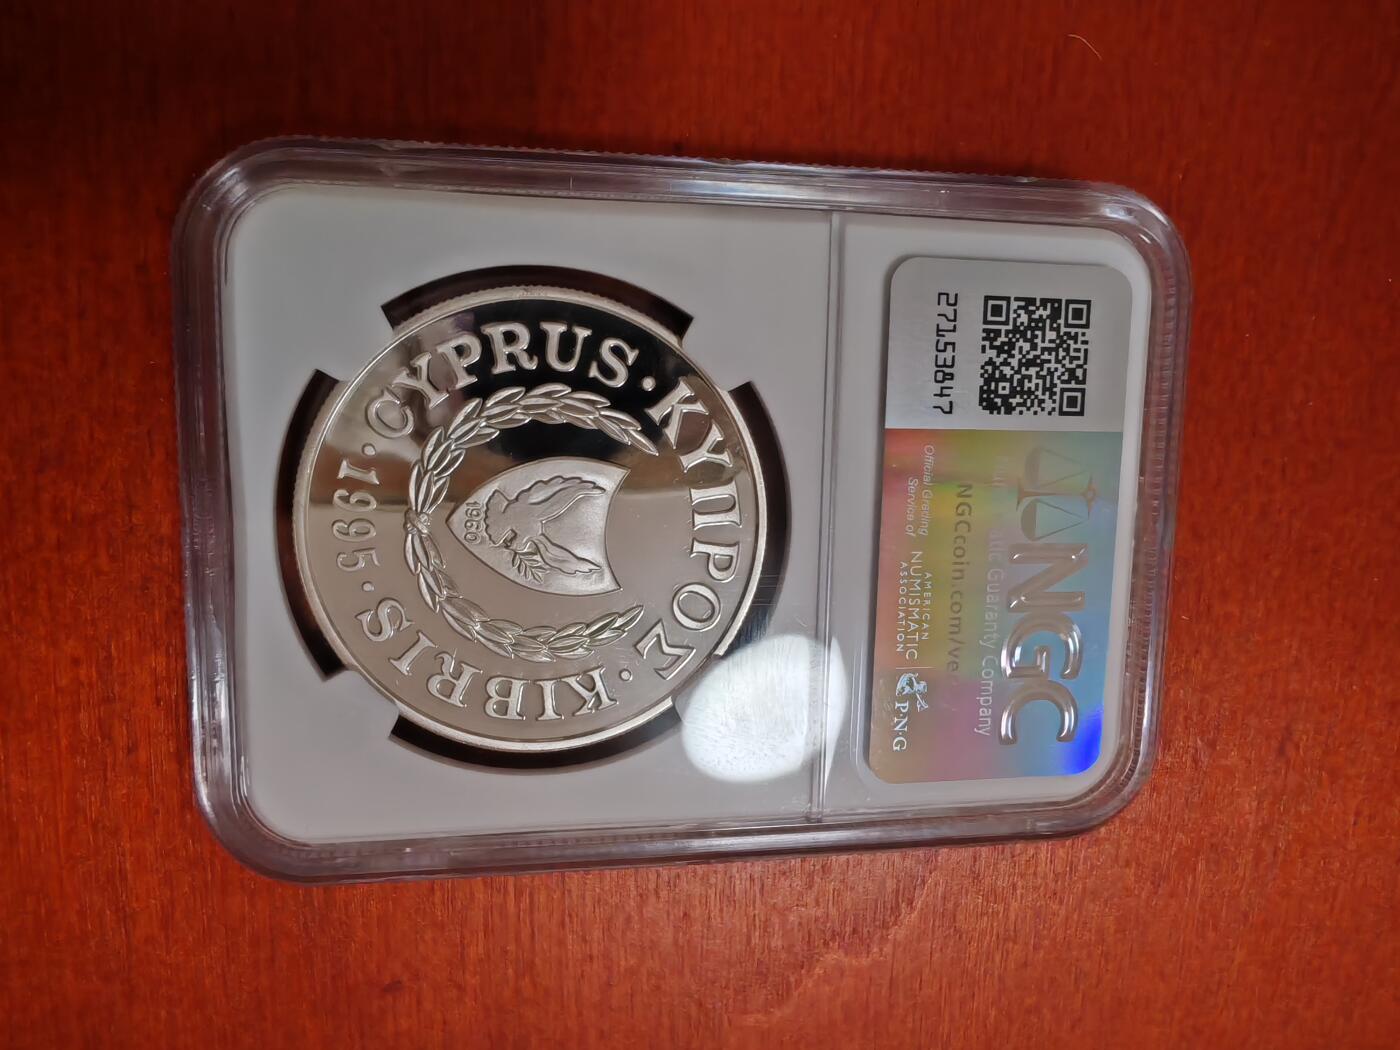 CYPRUS · ΚΥΠΡΟΣ · KIBRIS · 1995 ·
1960
27153847
NGC
Guaranty Company
NGCcoin.com/ve
Official Grading
Service of
AMERICAN
NUMISMATIC
ASSOCIATION
P·N·G